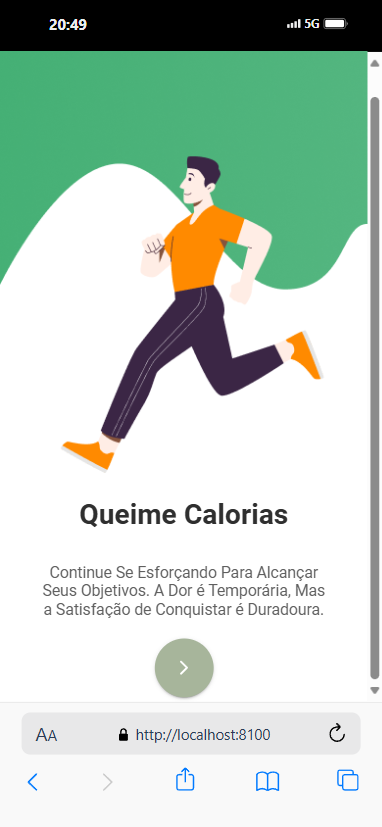 20:49
5G
Queime Calorias
Continue Se Esforçando Para Alcançar
Seus Objetivos. A Dor é Temporária, Mas
a Satisfação de Conquistar é Duradoura.
AA
http://localhost:8100